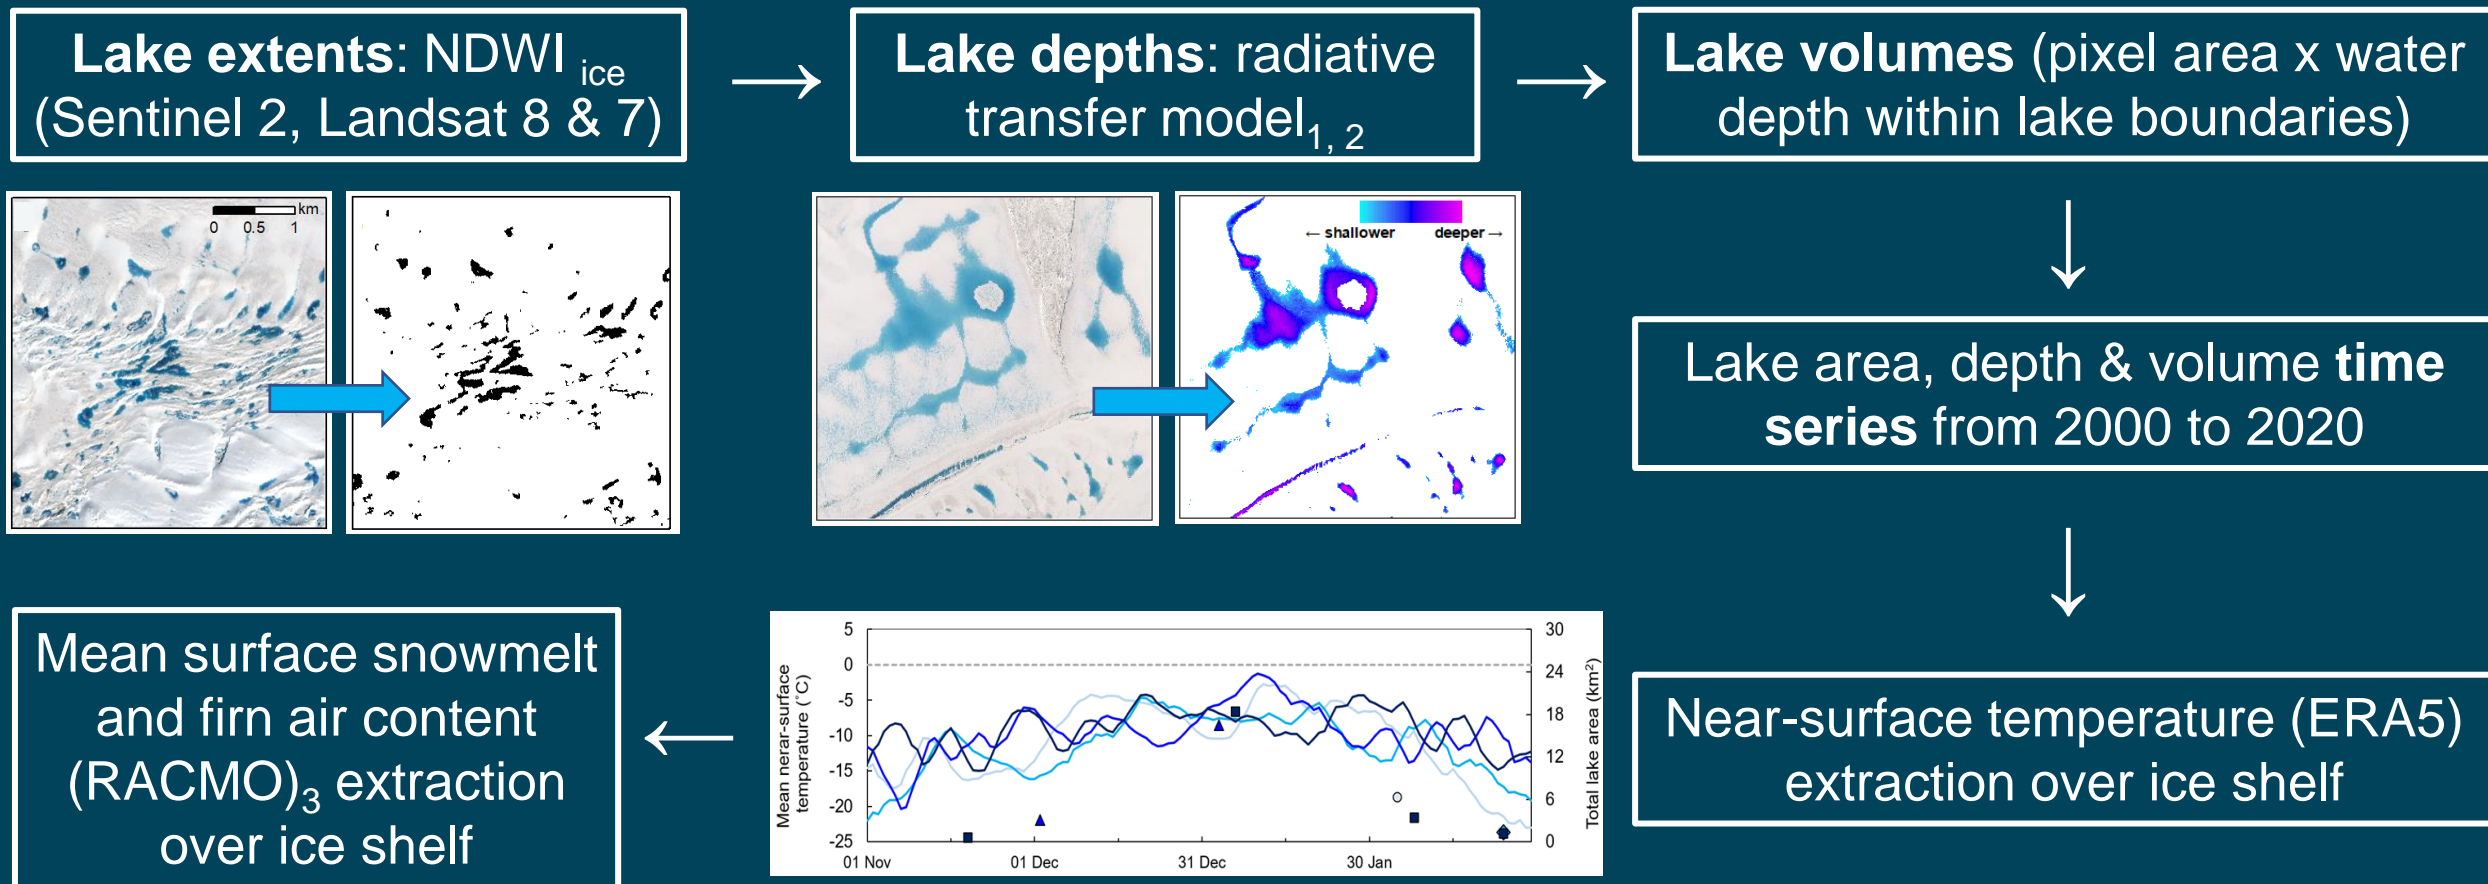 Lake extents: NDWI ice
(Sentinel 2, Landsat 8 & 7)
→
Lake depths: radiative
transfer model1, 2
→
Lake volumes (pixel area x water
depth within lake boundaries)
km
0 0.5 1
← shallower deeper →
↓
Lake area, depth & volume time
series from 2000 to 2020
↓
Near-surface temperature (ERA5)
extraction over ice shelf
Mean nerar-surface
temperature (˚C)
5
0
-5
-10
-15
-20
-25
01 Nov 01 Dec 31 Dec 30 Jan
30
24
18
12
6
0
Total lake area (km²)
←
Mean surface snowmelt
and firn air content
(RACMO)3 extraction
over ice shelf